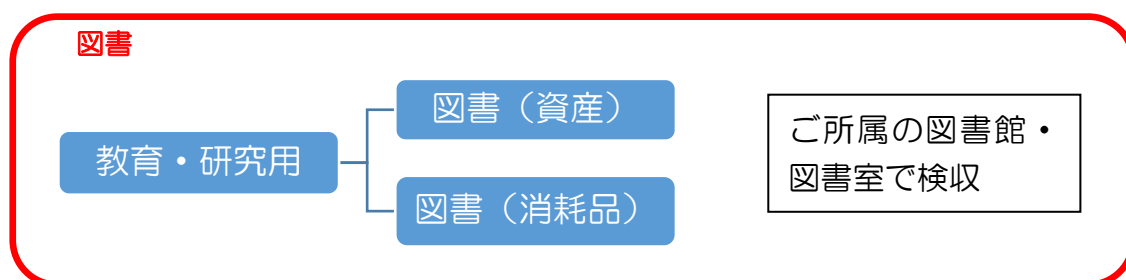 図書
教育・研究用
図書（資産）
図書（消耗品）
ご所属の図書館・
図書室で検収